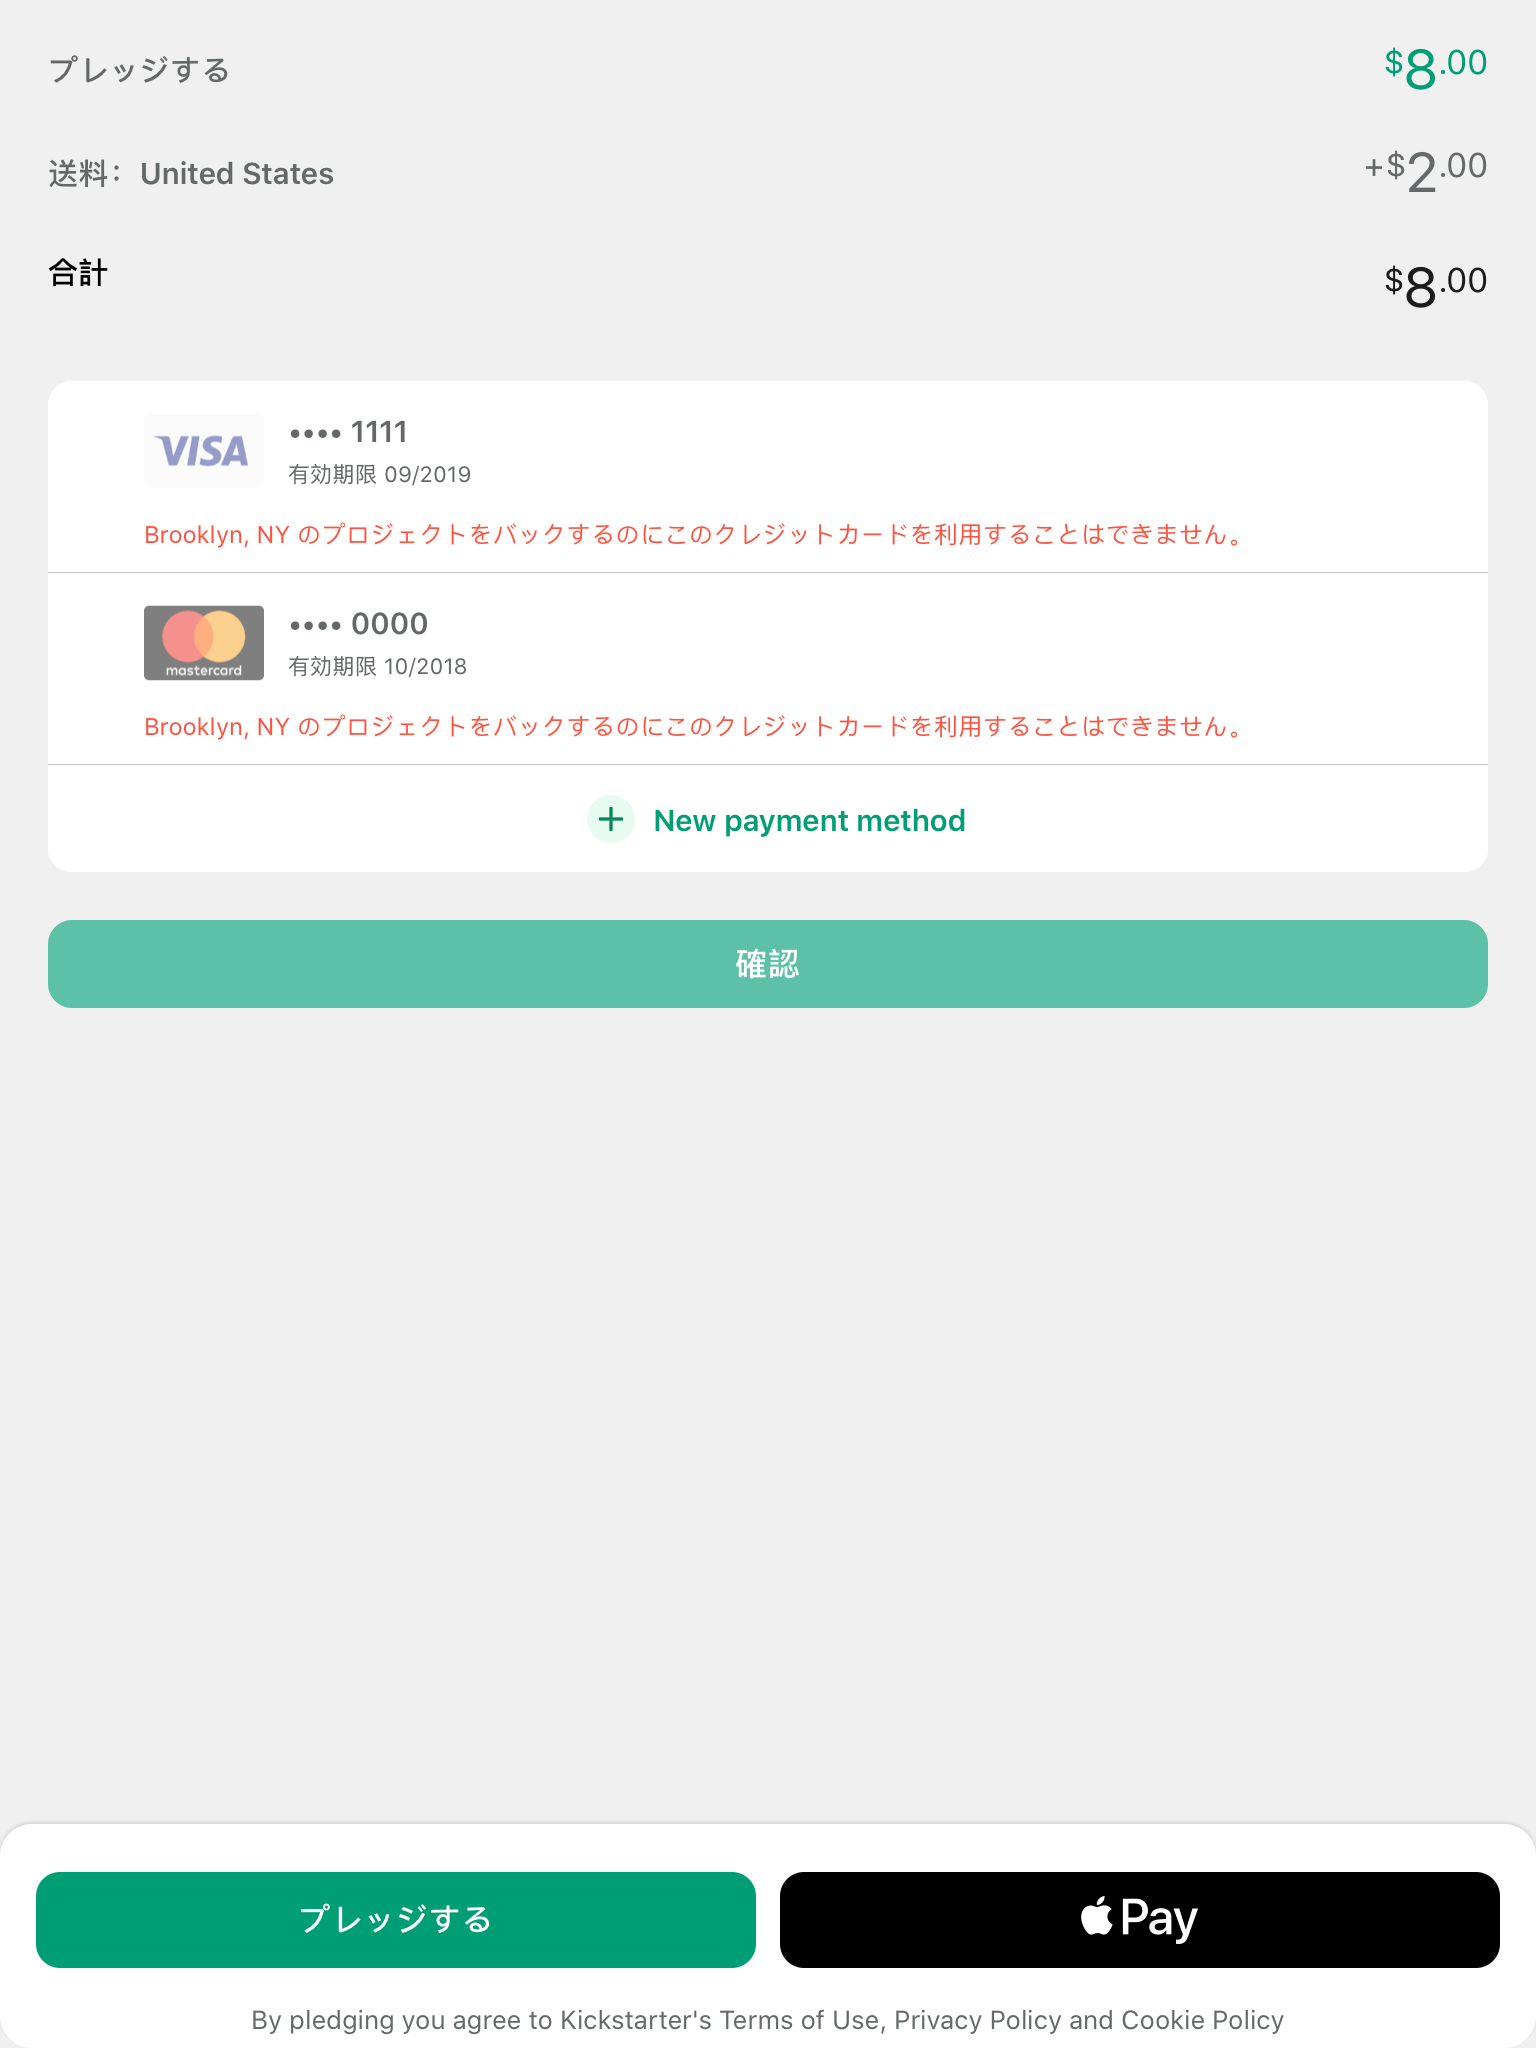 プレッジする
$8.00
送料： United States
+$2.00
合計
$8.00
VISA
•••• 1111
有効期限 09/2019
Brooklyn, NY のプロジェクトをバックするのにこのクレジットカードを利用することはできません。
mastercard
•••• 0000
有効期限 10/2018
Brooklyn, NY のプロジェクトをバックするのにこのクレジットカードを利用することはできません。
New payment method
確認
プレッジする
Pay
By pledging you agree to Kickstarter's Terms of Use, Privacy Policy and Cookie Policy